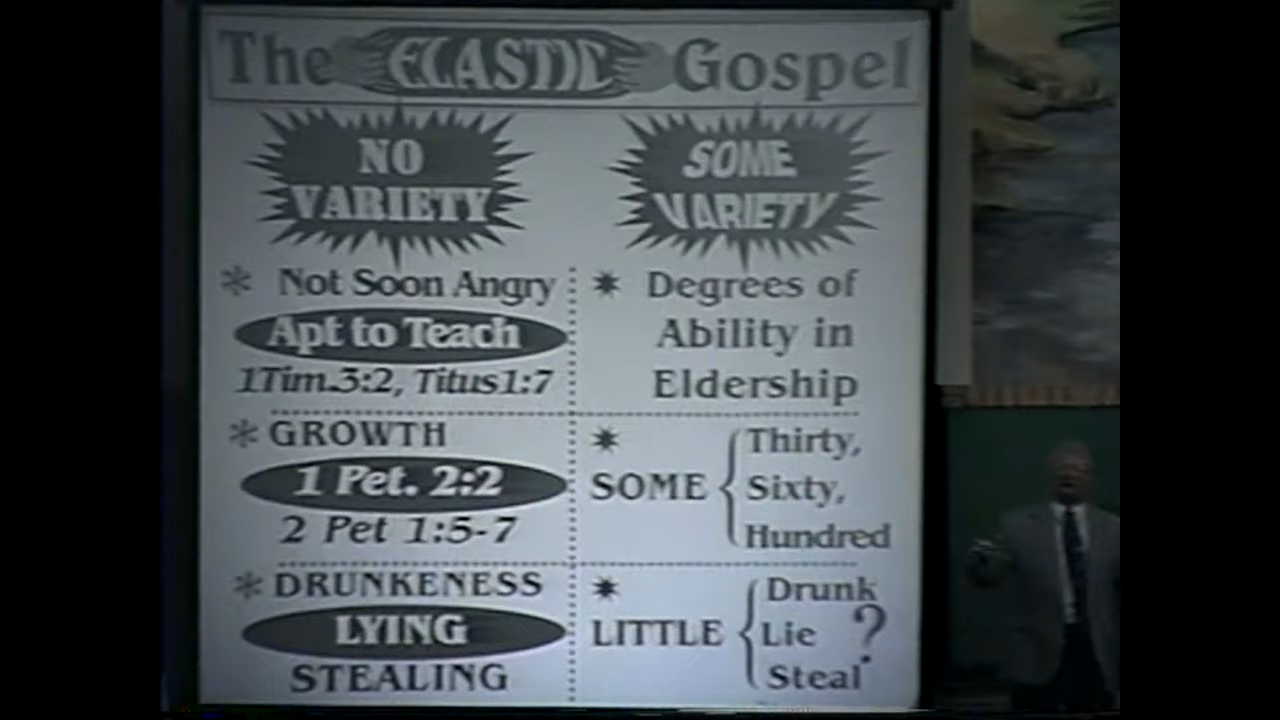 The ELASTIC Gospel
NO
VARIETY
SOME
VARIETY
* Not Soon Angry
Apt to Teach
1Tim.3:2, Titus1:7
* Degrees of
Ability in
Eldership
* GROWTH
1 Pet. 2:2
2 Pet 1:5-7
*
SOME { Thirty,
Sixty,
Hundred
* DRUNKENESS
LYING
STEALING
*
LITTLE { Drunk
Lie ?
Steal